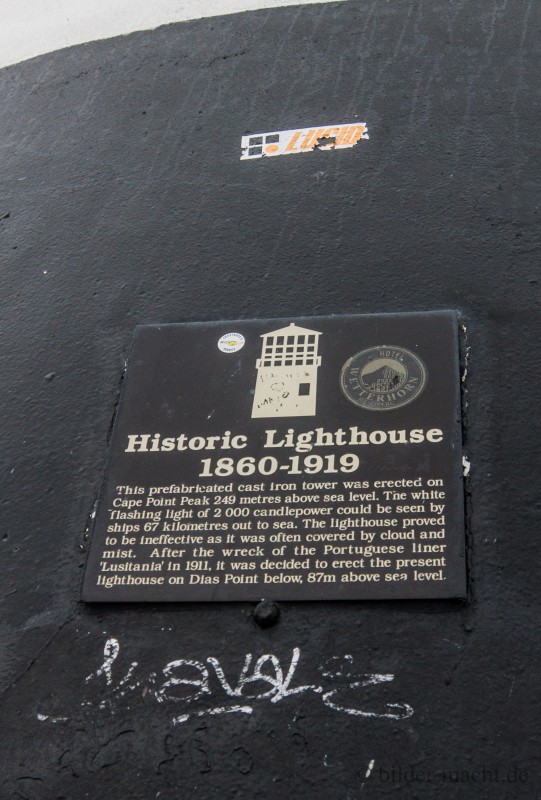 LUCID
HOTEL
WETTERHORN
Historic Lighthouse
1860-1919
This prefabricated cast iron tower was erected on
Cape Point Peak 249 metres above sea level. The white
flashing light of 2 000 candlepower could be seen by
ships 67 kilometres out to sea. The lighthouse proved
to be ineffective as it was often covered by cloud and
mist. After the wreck of the Portuguese liner
'Lusitania' in 1911, it was decided to erect the present
lighthouse on Dias Point below, 87m above sea level.
bilder-macht.de